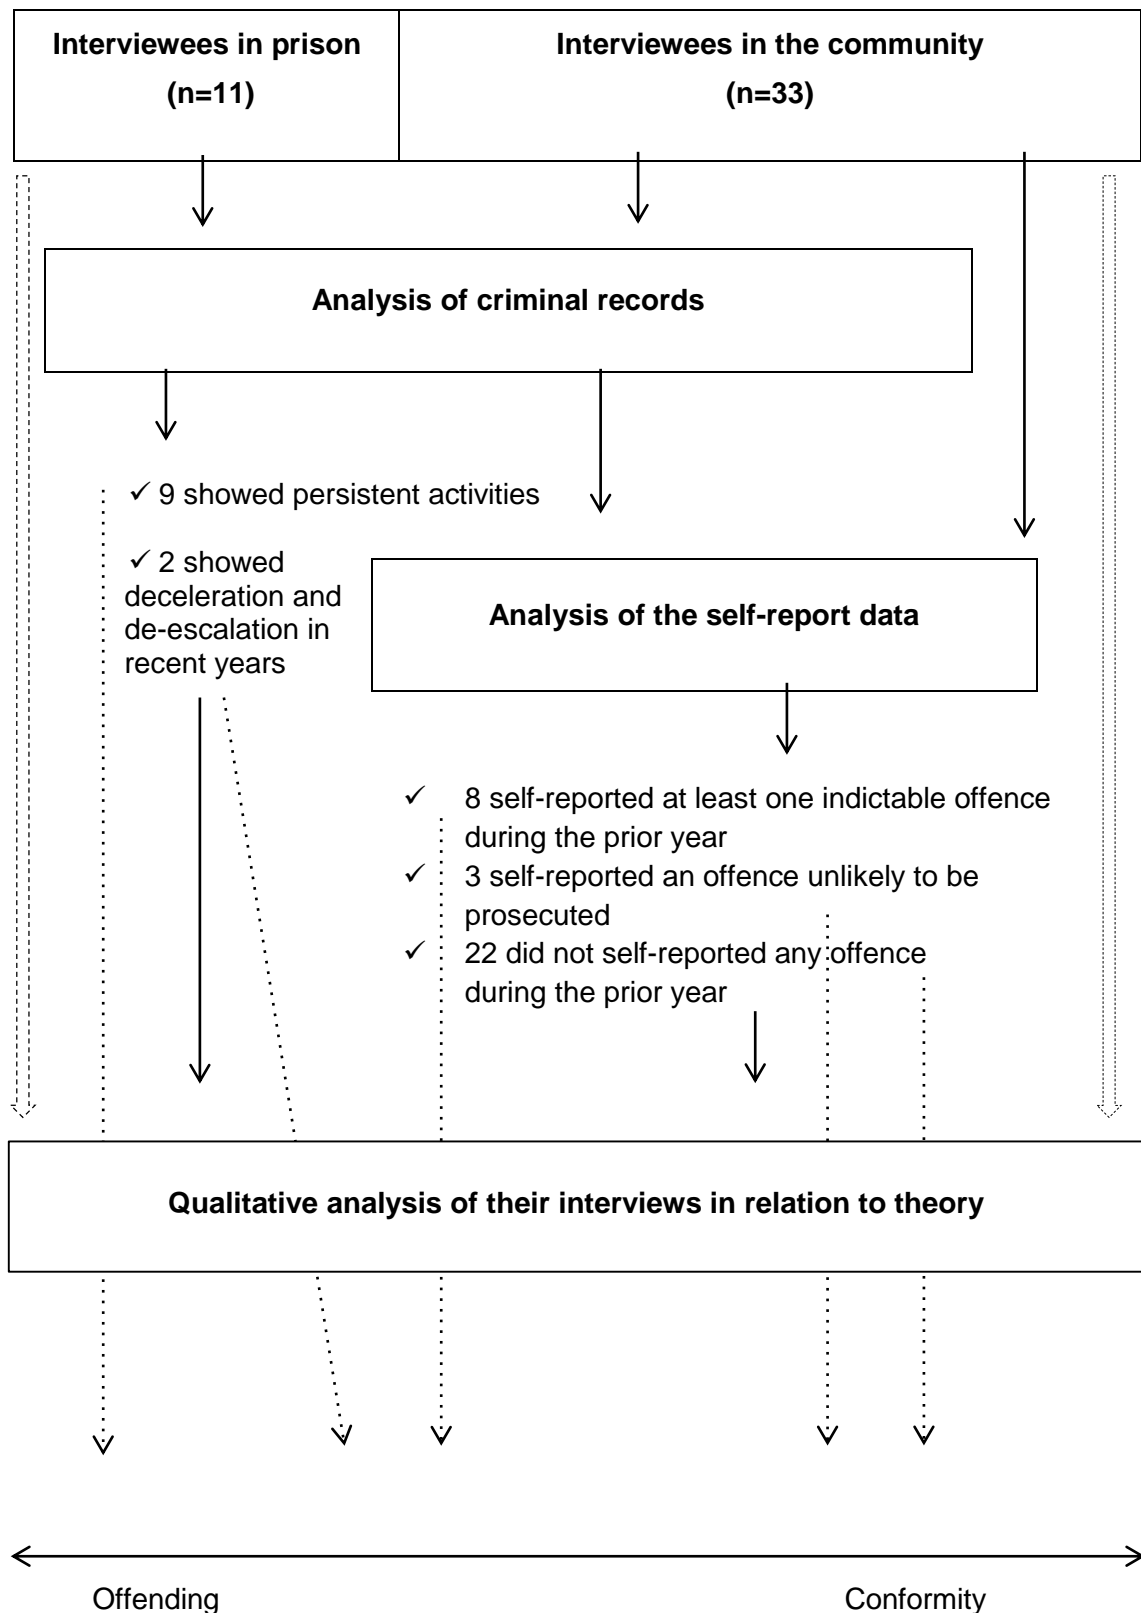 Interviewees in prison
(n=11)
Interviewees in the community
(n=33)
Analysis of criminal records
✓ 9 showed persistent activities
✓ 2 showed
deceleration and
de-escalation in
recent years
Analysis of the self-report data
✓ 8 self-reported at least one indictable offence
during the prior year
✓ 3 self-reported an offence unlikely to be
prosecuted
✓ 22 did not self-reported any offence
during the prior year
Qualitative analysis of their interviews in relation to theory
Offending
Conformity